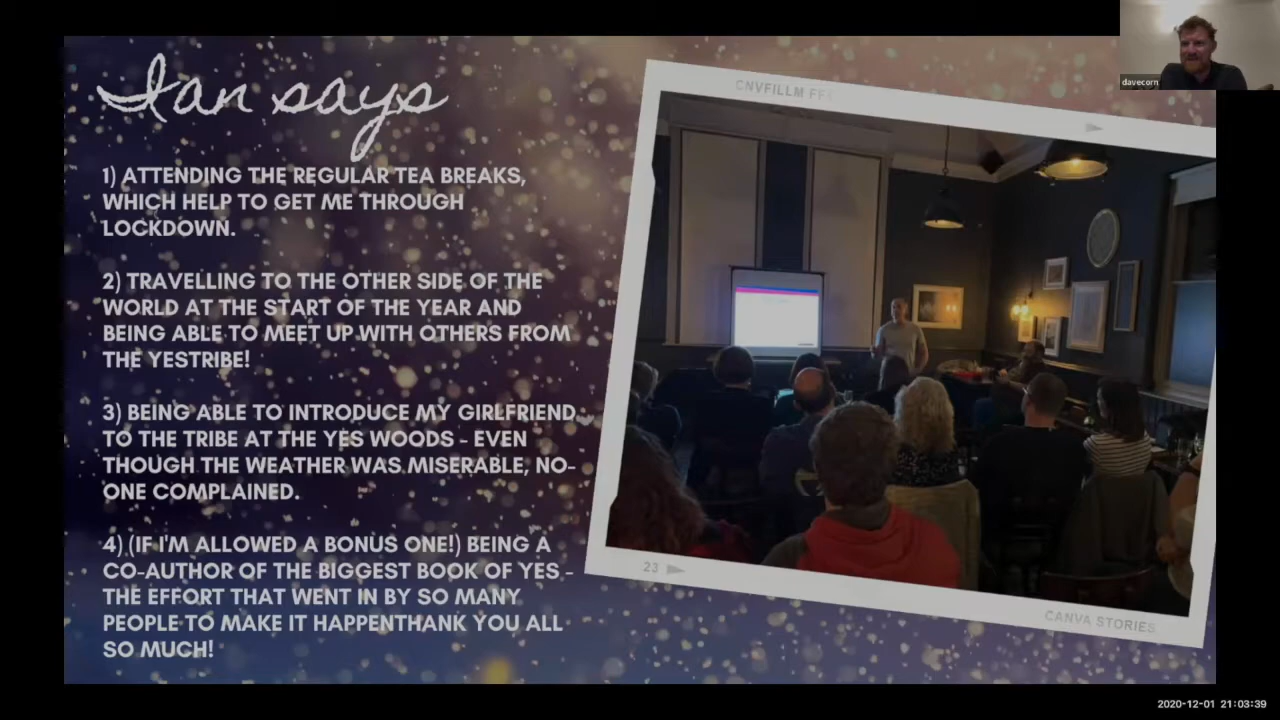 davecorn
Ian says
CNVFILLM
1) ATTENDING THE REGULAR TEA BREAKS,
WHICH HELP TO GET ME THROUGH
LOCKDOWN.
2) TRAVELLING TO THE OTHER SIDE OF THE
WORLD AT THE START OF THE YEAR AND
BEING ABLE TO MEET UP WITH OTHERS FROM
THE YESTRIBE!
3) BEING ABLE TO INTRODUCE MY GIRLFRIEND
TO THE TRIBE AT THE YES WOODS - EVEN
THOUGH THE WEATHER WAS MISERABLE, NO-
ONE COMPLAINED.
4) (IF I'M ALLOWED A BONUS ONE!) BEING A
CO-AUTHOR OF THE BIGGEST BOOK OF YES -
THE EFFORT THAT WENT IN BY SO MANY
PEOPLE TO MAKE IT HAPPENTHANK YOU ALL
SO MUCH!
23
CANVA STORIES
2020-12-01 21:03:39